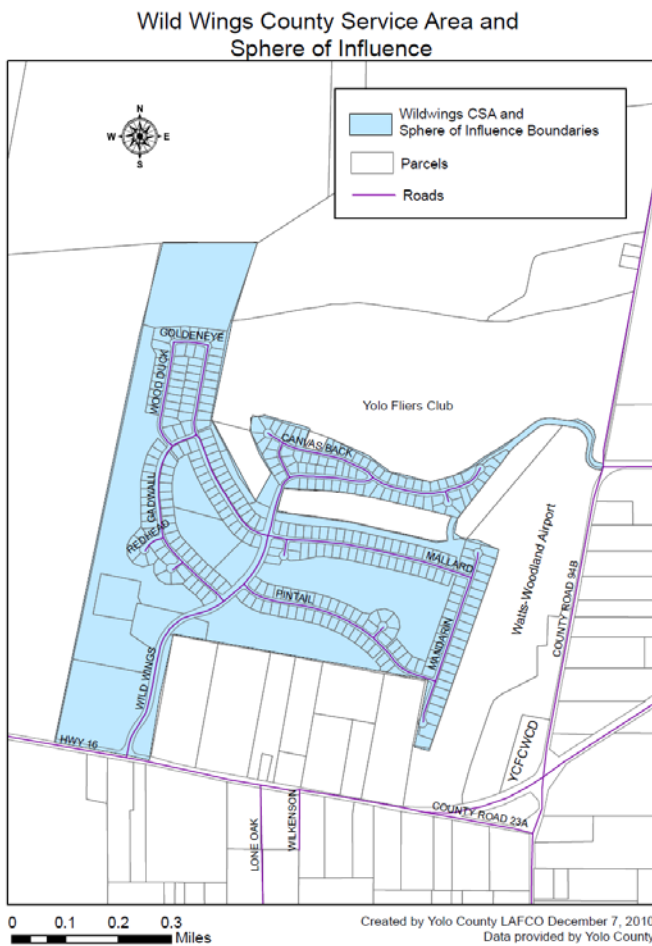 Wild Wings County Service Area and
Sphere of Influence
N
W
E
S
Wildwings CSA and
Sphere of Influence Boundaries
Parcels
Roads
GOLDENEYE
WOOD DUCK
Yolo Fliers Club
CANVAS BACK
GADWALL
REDHEAD
MALLARD
PINTAIL
MANDARIN
Watts-Woodland Airport
COUNTY ROAD 94B
WILD WINGS
HWY 16
YCFCWCD
COUNTY ROAD 23A
LONE OAK
WILKENSON
0 0.1 0.2 0.3
Miles
Created by Yolo County LAFCO December 7, 2010
Data provided by Yolo County